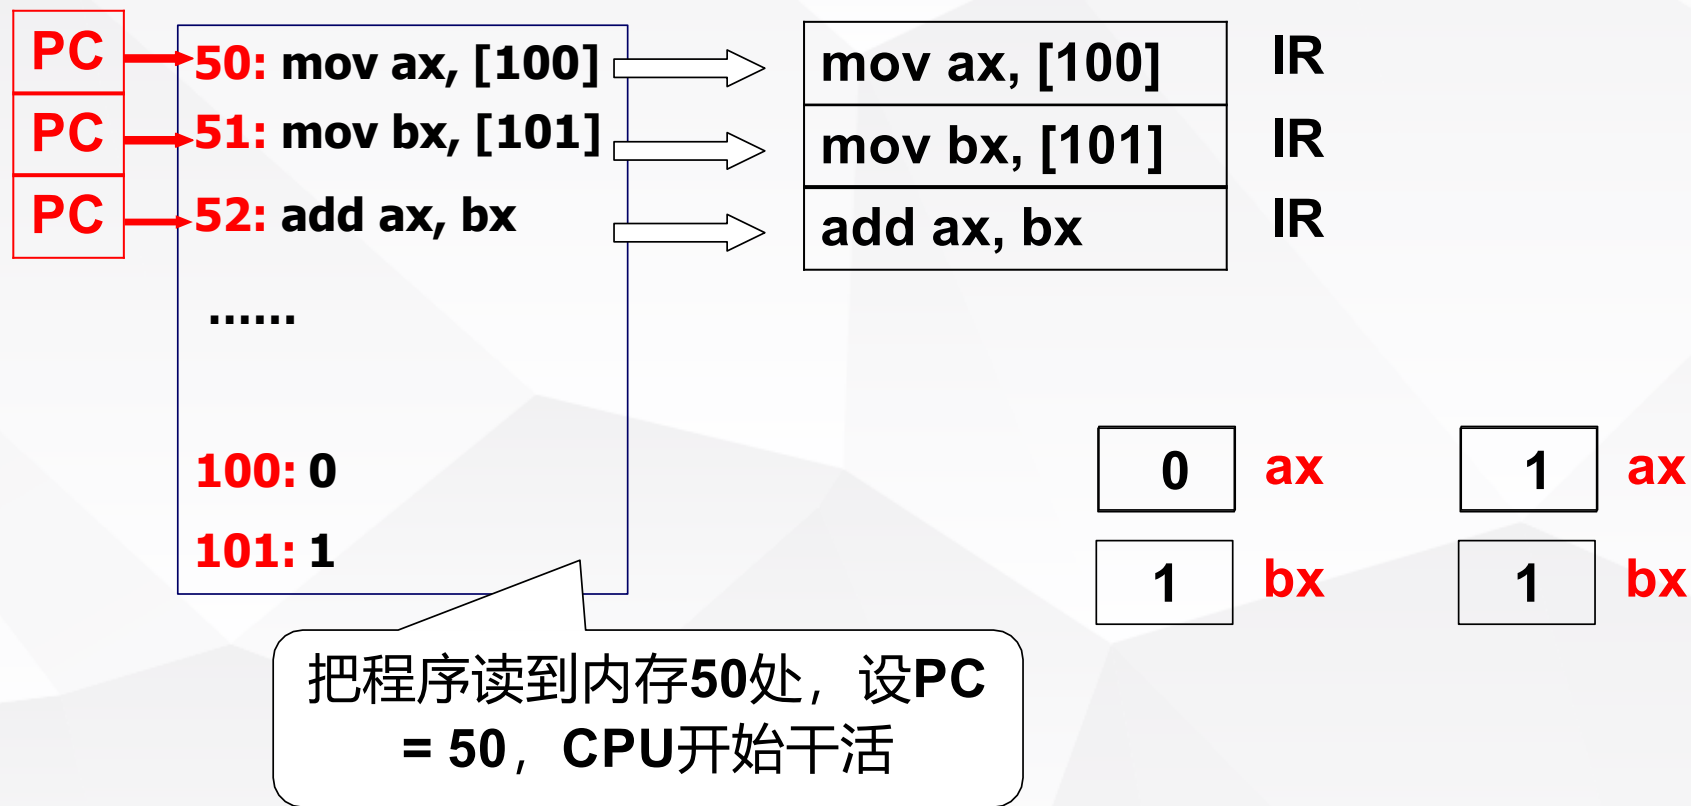 PC 50: mov ax, [100] mov ax, [100] IR
PC 51: mov bx, [101] mov bx, [101] IR
PC 52: add ax, bx add ax, bx IR
......
100: 0 0 ax 1 ax
101: 1 1 bx 1 bx
把程序读到内存50处，设PC
= 50，CPU开始干活